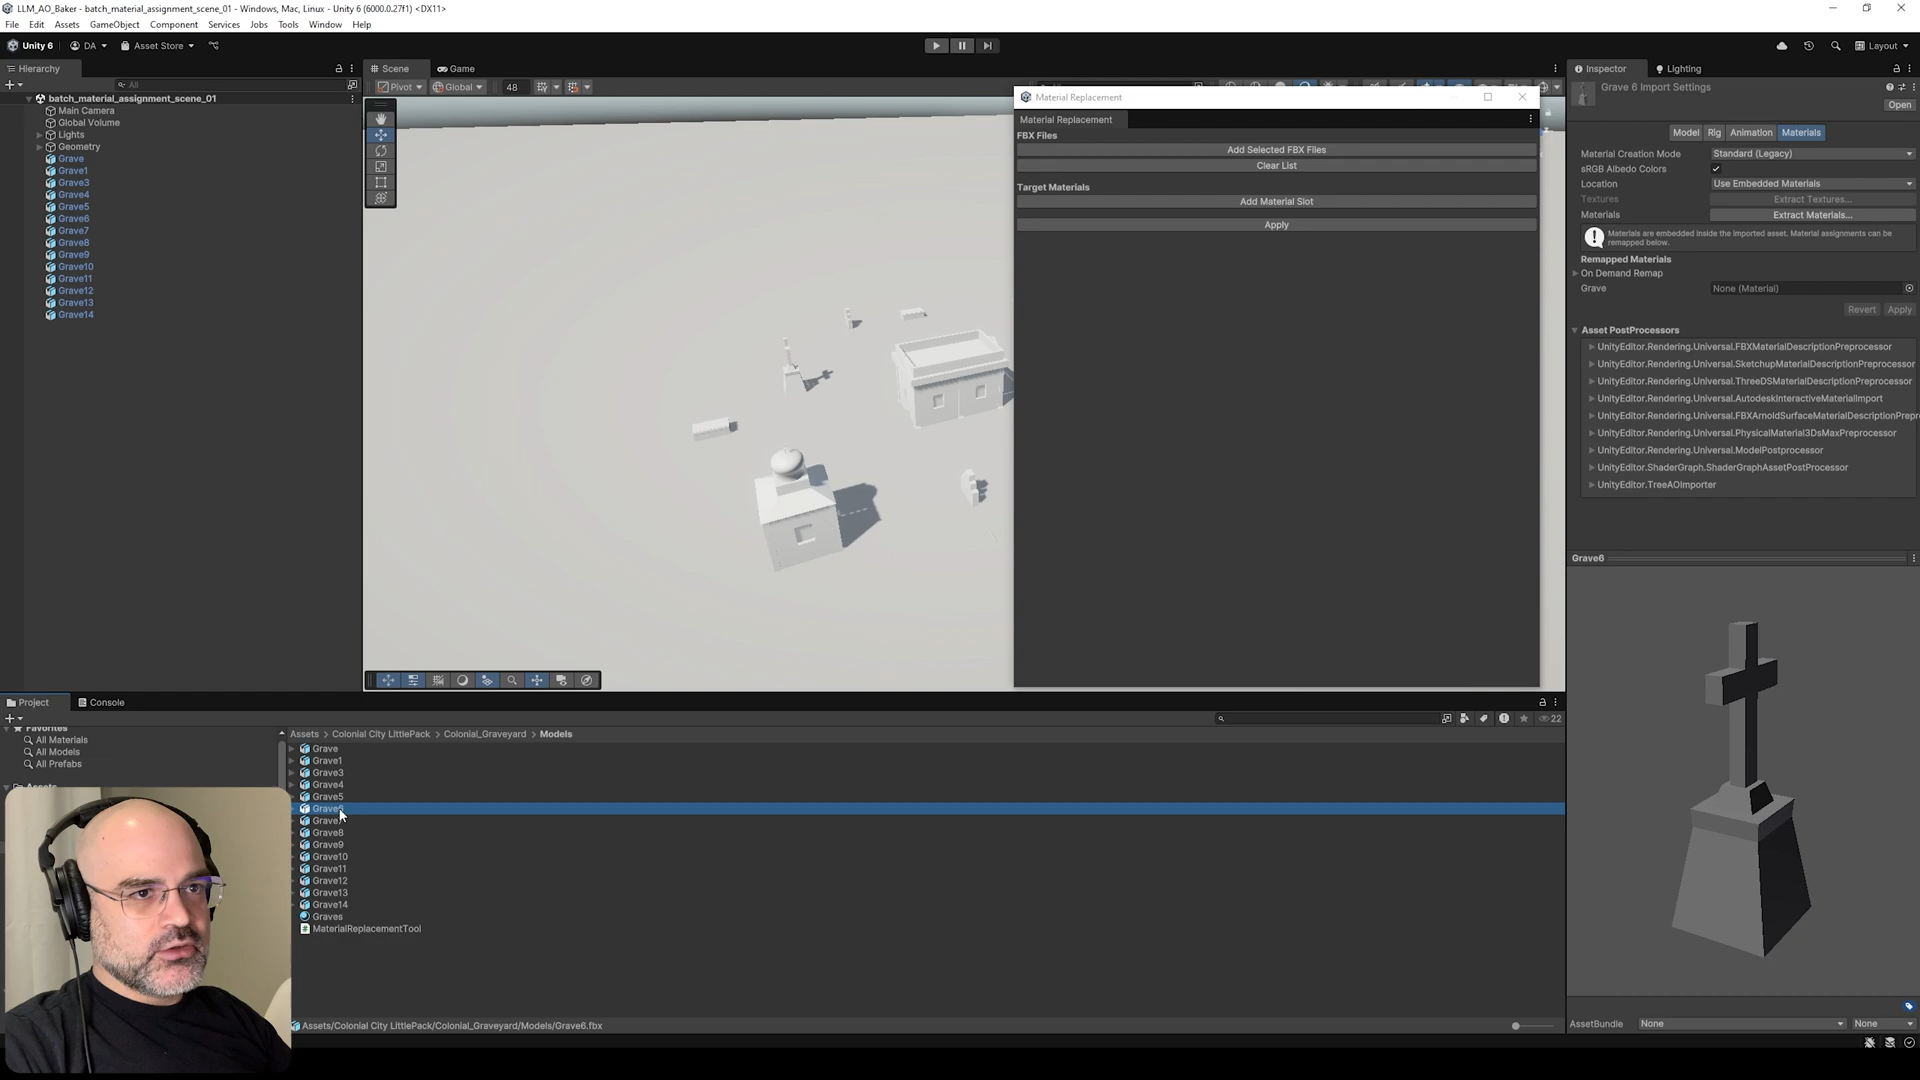 LLM_AO_Baker - batch_material_assignment_scene_01 - Windows, Mac, Linux - Unity 6 (6000.0.27f1) <DX11>
File Edit Assets GameObject Component Services Jobs Tools Window Help
Unity 6 DA Asset Store Layout
Hierarchy
All
batch_material_assignment_scene_01
Main Camera
Global Volume
Lights
Geometry
Grave
Grave1
Grave3
Grave4
Grave5
Grave6
Grave7
Grave8
Grave9
Grave10
Grave11
Grave12
Grave13
Grave14
Scene Game
Pivot Global 48
Material Replacement
Material Replacement
FBX Files
Add Selected FBX Files
Clear List
Target Materials
Add Material Slot
Apply
Inspector Lighting
Grave 6 Import Settings
Open
Model Rig Animation Materials
Material Creation Mode Standard (Legacy)
sRGB Albedo Colors
Location Use Embedded Materials
Textures Extract Textures...
Materials Extract Materials...
Materials are embedded inside the imported asset. Material assignments can be
remapped below.
Remapped Materials
On Demand Remap
Grave None (Material)
Revert Apply
Asset PostProcessors
UnityEditor.Rendering.Universal.FBXMaterialDescriptionPreprocessor
UnityEditor.Rendering.Universal.SketchupMaterialDescriptionPreprocessor
UnityEditor.Rendering.Universal.ThreeDSMaterialDescriptionPreprocessor
UnityEditor.Rendering.Universal.AutodeskInteractiveMaterialImport
UnityEditor.Rendering.Universal.FBXArnoldSurfaceMaterialDescriptionPrepr
UnityEditor.Rendering.Universal.PhysicalMaterial3DsMaxPreprocessor
UnityEditor.Rendering.Universal.ModelPostprocessor
UnityEditor.ShaderGraph.ShaderGraphAssetPostProcessor
UnityEditor.TreeAOImporter
Grave6
AssetBundle None None
Project Console
22
Favorites
All Materials
All Models
All Prefabs
Assets > Colonial City LittlePack > Colonial_Graveyard > Models
Grave
Grave1
Grave3
Grave4
Grave5
Grave6
Grave7
Grave8
Grave9
Grave10
Grave11
Grave12
Grave13
Grave14
Graves
MaterialReplacementTool
Assets/Colonial City LittlePack/Colonial_Graveyard/Models/Grave6.fbx